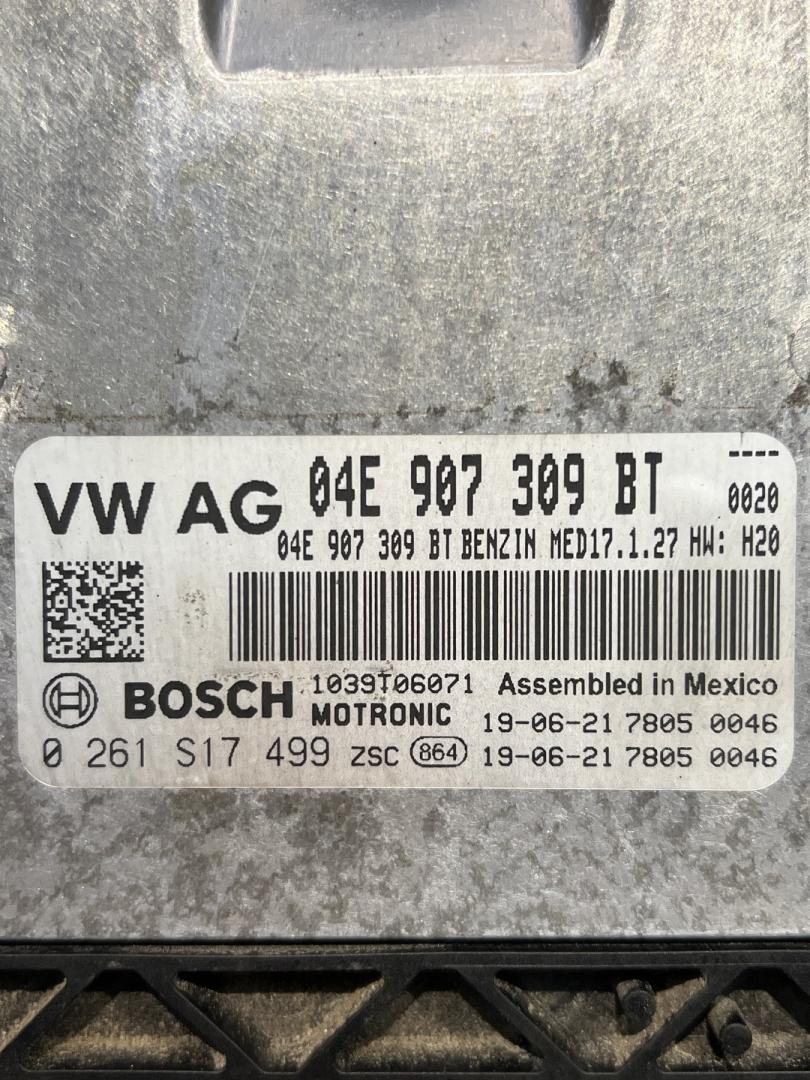 VW AG 04E 907 309 BT ----
0020
04E 907 309 BT BENZIN MED17.1.27 HW: H20
BOSCH 1039T06071 Assembled in Mexico
MOTRONIC 19-06-21 7805 0046
0 261 S17 499 ZSC 864 19-06-21 7805 0046